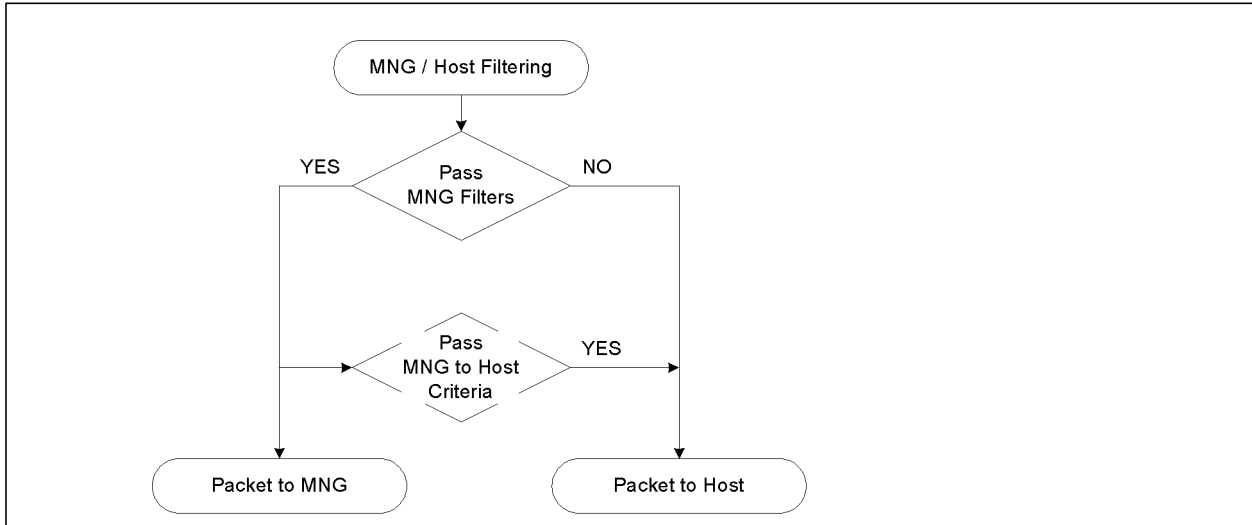 MNG / Host Filtering
YES
Pass
MNG Filters
NO
Pass
MNG to Host
Criteria
YES
Packet to MNG
Packet to Host